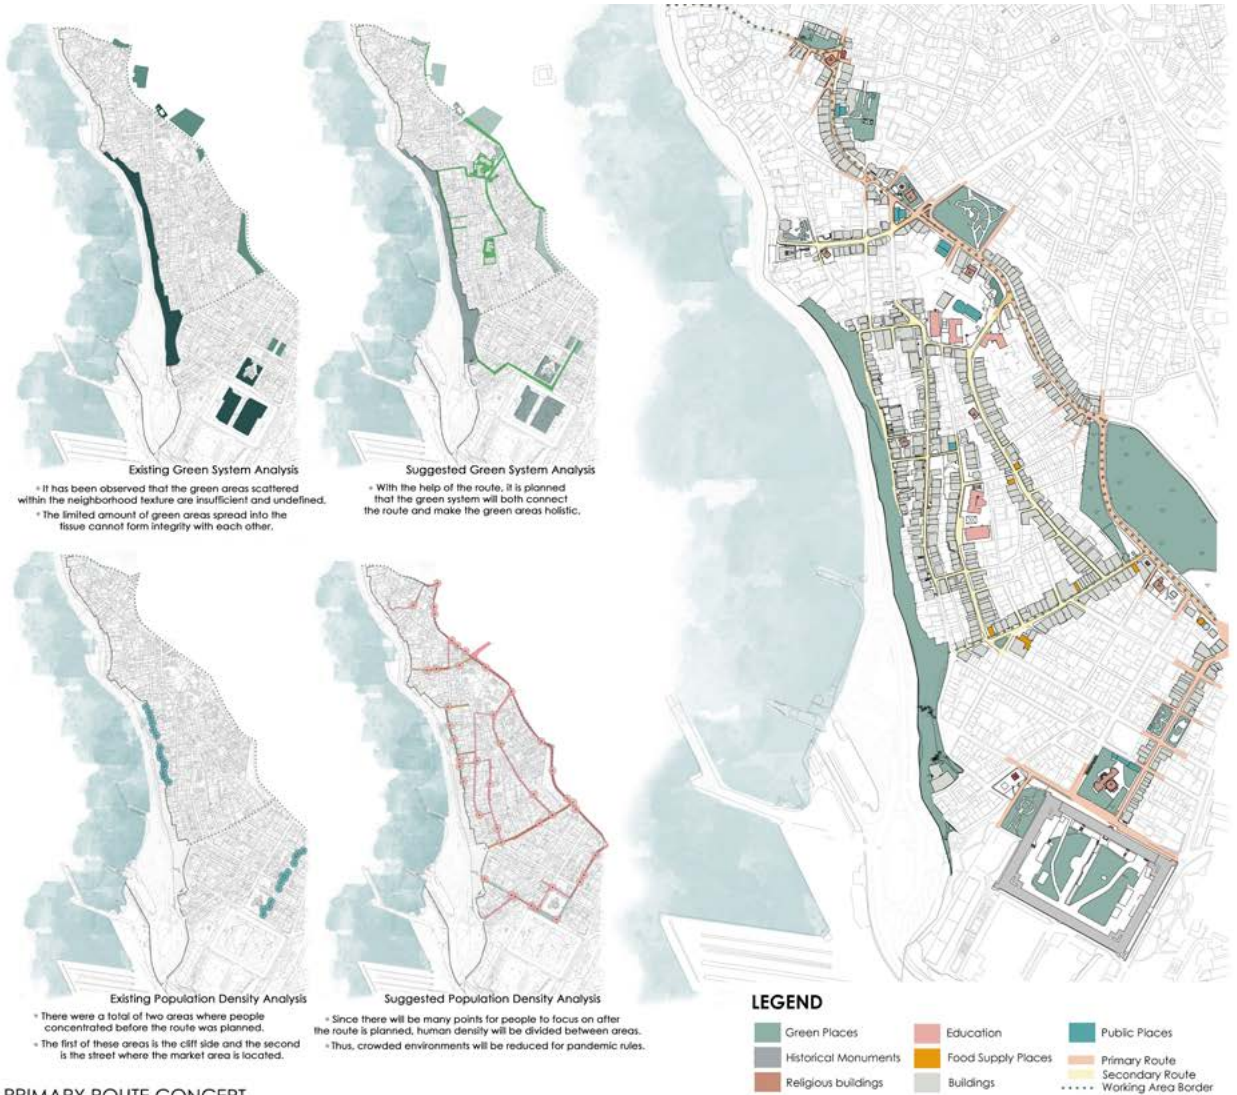 Existing Green System Analysis
It has been observed that the green areas scattered
within the neighborhood texture are insufficient and undefined.
The limited amount of green areas spread into the
tissue cannot form integrity with each other.
Suggested Green System Analysis
With the help of the route, it is planned
that the green system will both connect
the route and make the green areas holistic.
Existing Population Density Analysis
There were a total of two areas where people
concentrated before the route was planned.
The first of these areas is the cliff side and the second
is the street where the market area is located.
Suggested Population Density Analysis
Since there will be many points for people to focus on after
the route is planned, human density will be divided between areas.
Thus, crowded environments will be reduced for pandemic rules.
LEGEND
Green Places
Historical Monuments
Religious buildings
Education
Food Supply Places
Buildings
Public Places
Primary Route
Secondary Route
Working Area Border
PRIMARY ROUTE CONCEPT